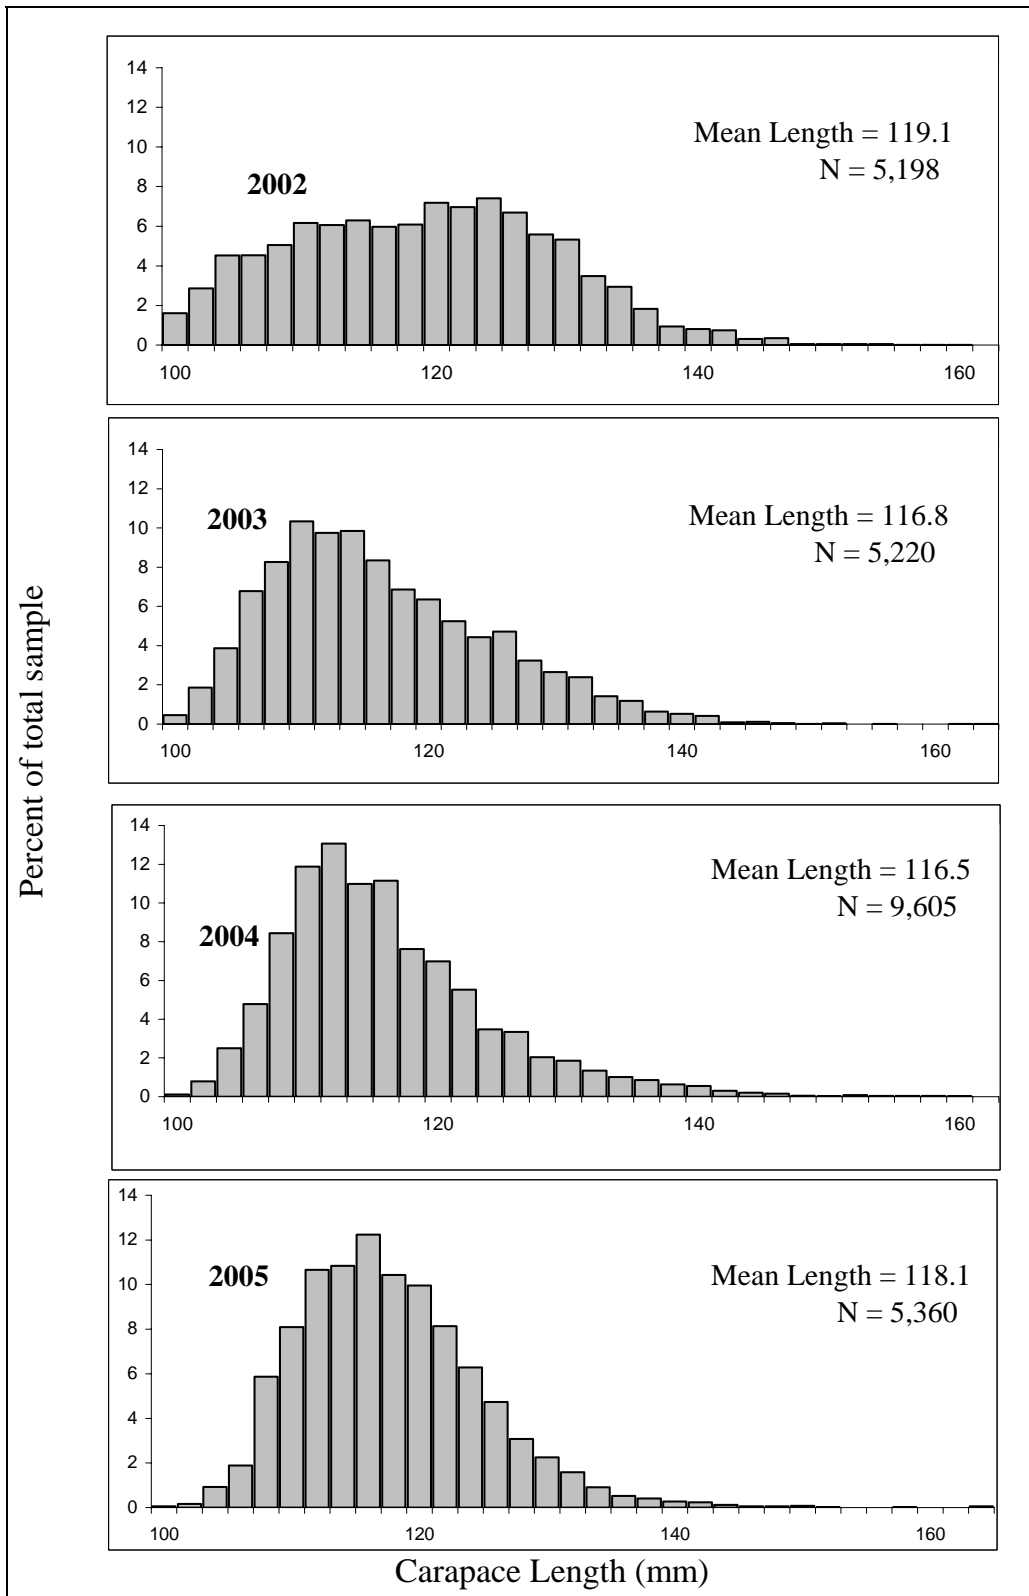 Percent of total sample
14
12
10
8
6
4
2
0
2002
Mean Length = 119.1
N = 5,198
100 120 140 160
14
12
10
8
6
4
2
0
2003
Mean Length = 116.8
N = 5,220
100 120 140 160
14
12
10
8
6
4
2
0
2004
Mean Length = 116.5
N = 9,605
100 120 140 160
14
12
10
8
6
4
2
0
2005
Mean Length = 118.1
N = 5,360
100 120 140 160
Carapace Length (mm)